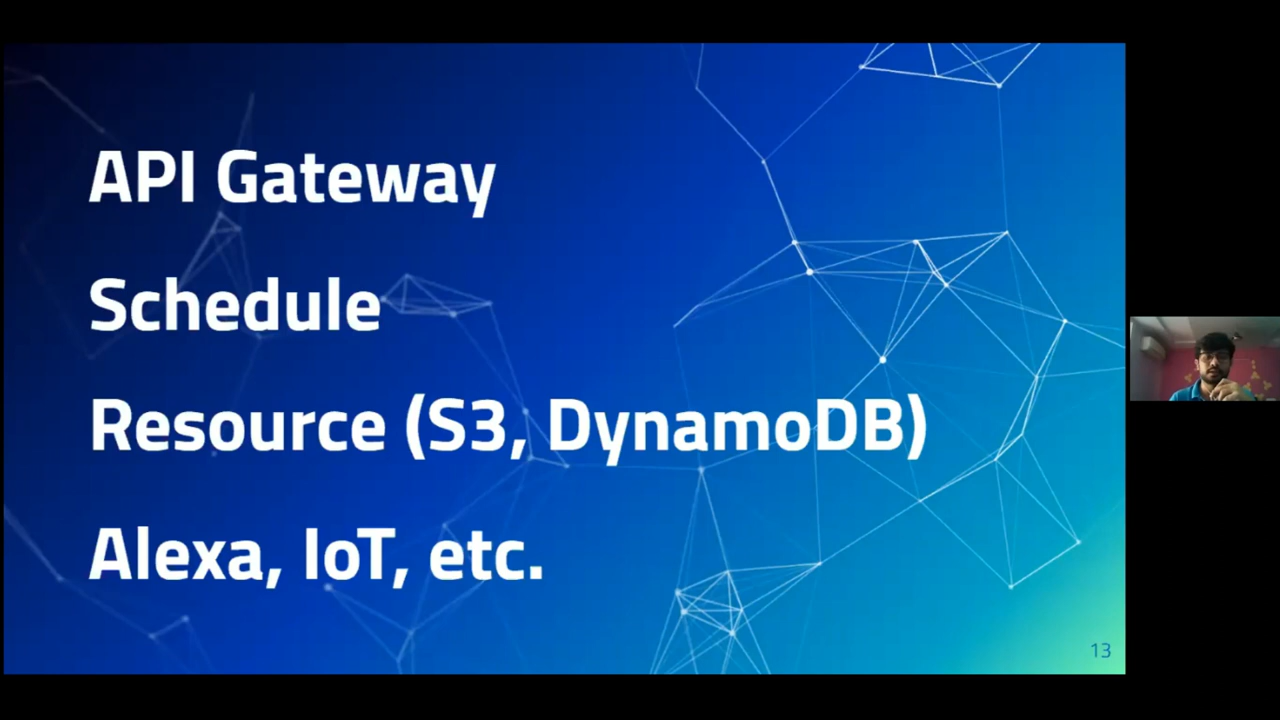 API Gateway
Schedule
Resource (S3, DynamoDB)
Alexa, IoT, etc.
13